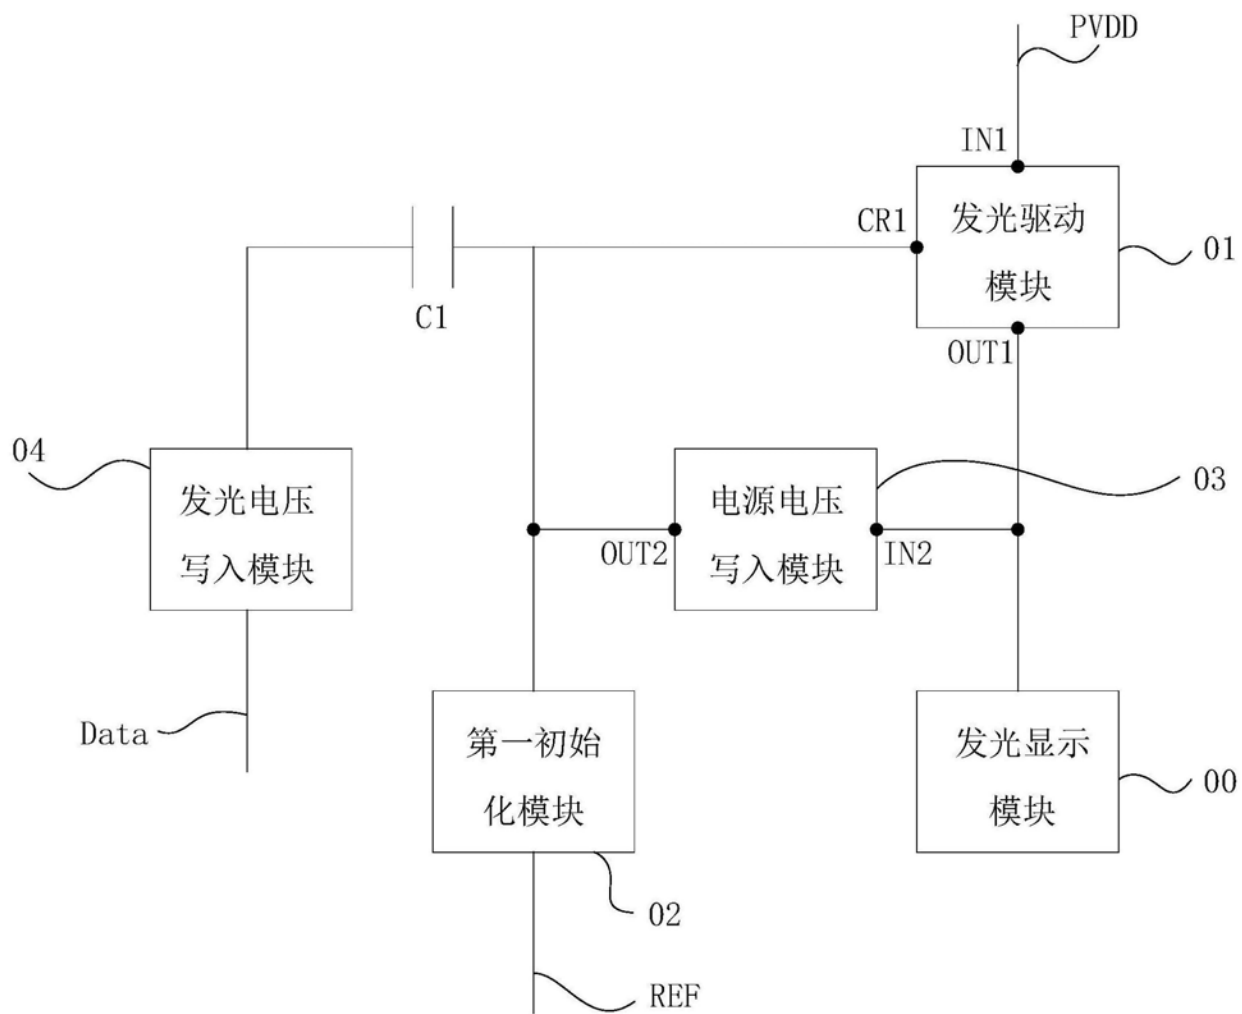 PVDD
IN1
CR1
发光驱动
模块
01
C1
OUT1
04
发光电压
写入模块
电源电压
写入模块
03
OUT2
IN2
Data
第一初始
化模块
发光显示
模块
00
02
REF